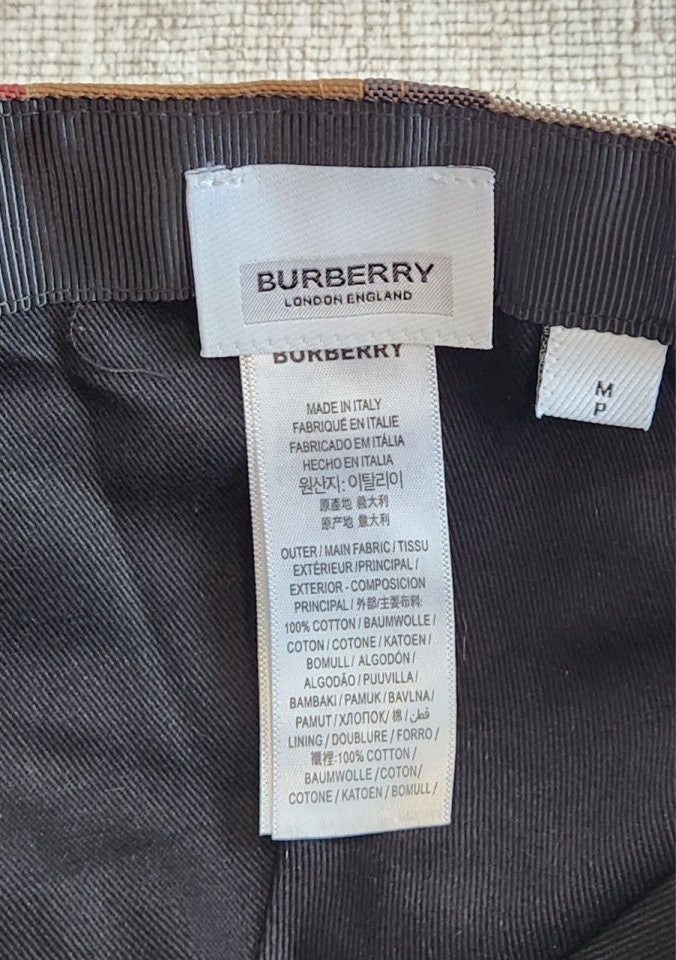 BURBERRY
LONDON ENGLAND
BURBERRY
MADE IN ITALY
FABRIQUÉ EN ITALIE
FABRICADO EM ITÁLIA
HECHO EN ITALIA
원산지: 이탈리아
原產地 義大利
原产地 意大利
OUTER / MAIN FABRIC / TISSU
EXTÉRIEUR /PRINCIPAL /
EXTERIOR - COMPOSICION
PRINCIPAL / 外部/主要布料:
100% COTTON / BAUMWOLLE /
COTON / COTONE / KATOEN /
BOMULL / ALGODÓN /
ALGODÃO / PUUVILLA /
BAMBAKI / PAMUK / BAVLNA /
PAMUT / ХЛОПОК/ 棉 / قطن /
LINING / DOUBLURE / FORRO /
襯裡:100% COTTON /
BAUMWOLLE / COTON /
COTONE / KATOEN / BOMULL /
M
P